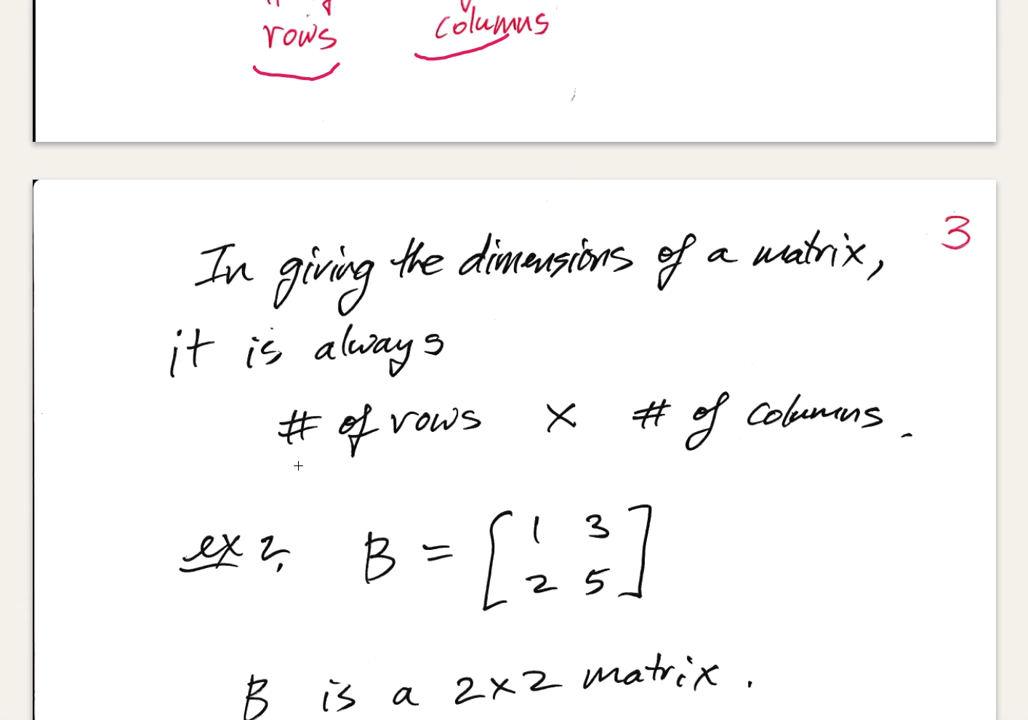 rows columns
3
In giving the dimensions of a matrix,
it is always
# of rows × # of columns.
ex 2. B = [ 1 3
2 5 ]
B is a 2×2 matrix.